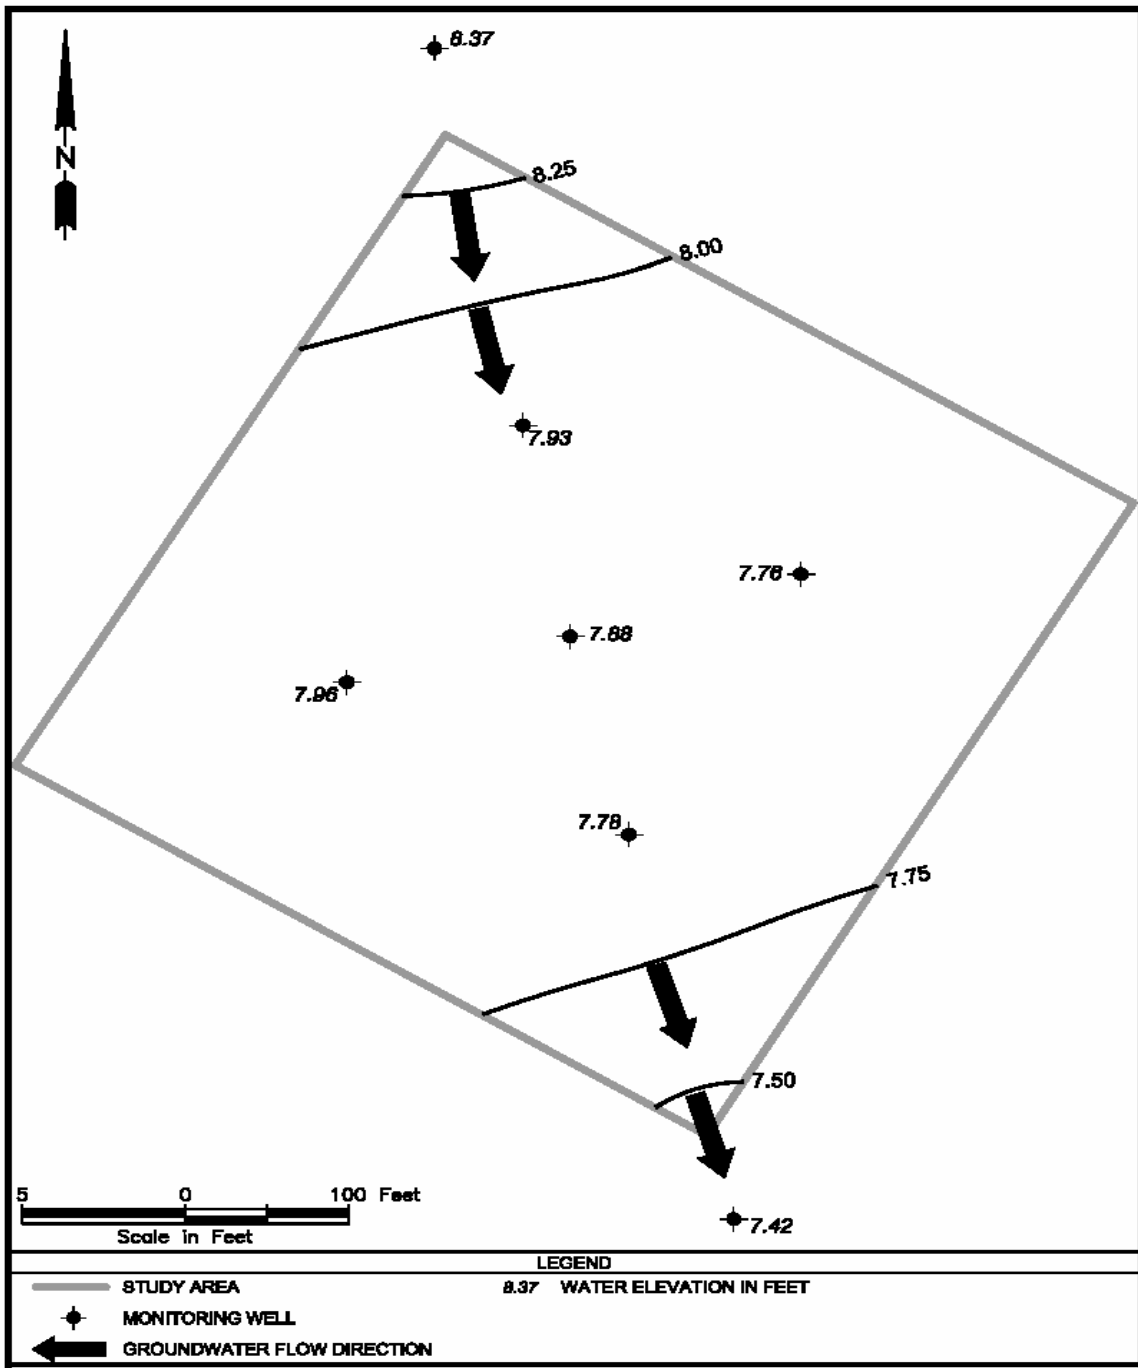 8.37
N
8.25
8.00
7.93
7.76
7.88
7.96
7.78
7.75
7.50
5 0 100 Feet
Scale in Feet
7.42
LEGEND
STUDY AREA
8.37 WATER ELEVATION IN FEET
MONITORING WELL
GROUNDWATER FLOW DIRECTION